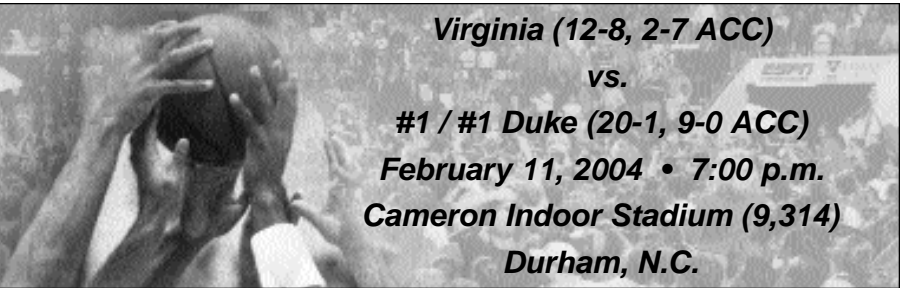 Virginia (12-8, 2-7 ACC)
vs.
#1 / #1 Duke (20-1, 9-0 ACC)
February 11, 2004 • 7:00 p.m.
Cameron Indoor Stadium (9,314)
Durham, N.C.
ESPN